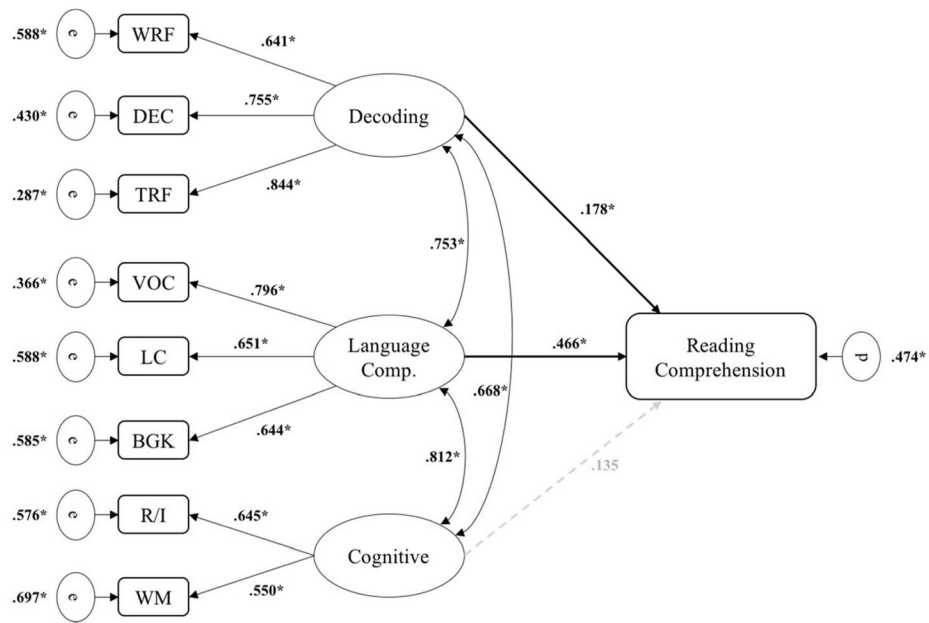 .588* e WRF .641*
.430* e DEC .755* Decoding
.287* e TRF .844* .178*
.753*
.366* e VOC .796*
.588* e LC .651* Language
Comp. .466* Reading
Comprehension d .474*
.668*
.585* e BGK .644*
.812* .135
.576* e R/I .645*
Cognitive
.697* e WM .550*